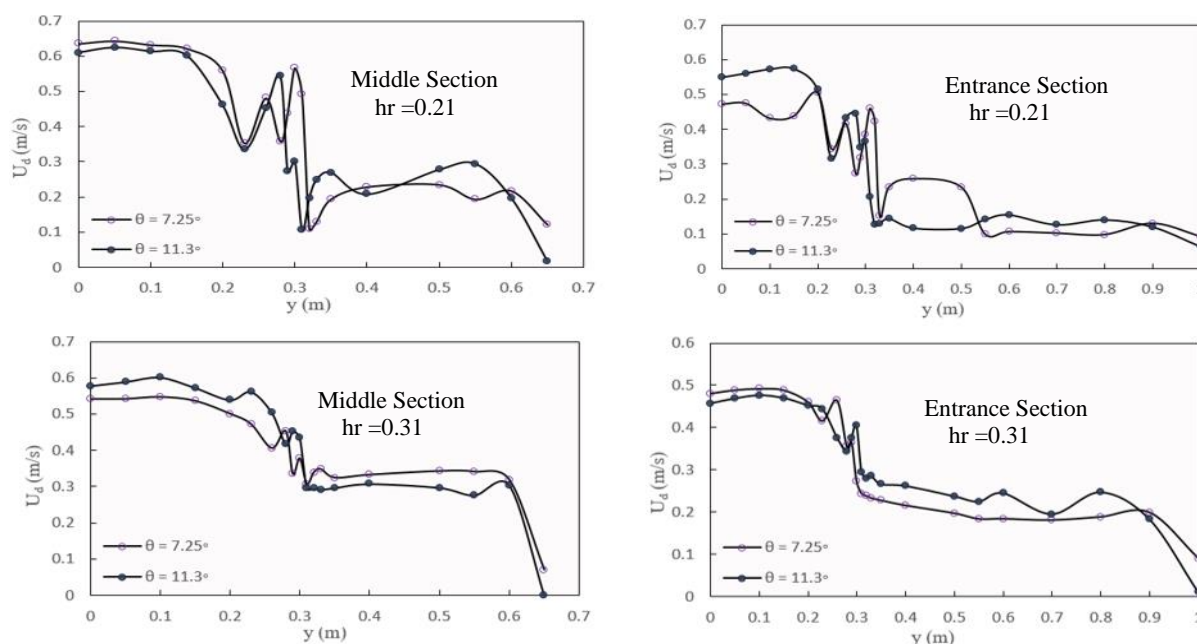 0.7
0.6
0.5
0.4
0.3
0.2
0.1
0
U_d (m/s)
Middle Section
hr =0.21
θ = 7.25°
θ = 11.3°
0 0.1 0.2 0.3 0.4 0.5 0.6 0.7
y (m)
0.7
0.6
0.5
0.4
0.3
0.2
0.1
0
U_d (m/s)
Entrance Section
hr =0.21
θ = 7.25°
θ = 11.3°
0 0.1 0.2 0.3 0.4 0.5 0.6 0.7 0.8 0.9
y (m)
0.7
0.6
0.5
0.4
0.3
0.2
0.1
0
U_d (m/s)
Middle Section
hr =0.31
θ = 7.25°
θ = 11.3°
0 0.1 0.2 0.3 0.4 0.5 0.6 0.7
y (m)
0.6
0.5
0.4
0.3
0.2
0.1
0
U_d (m/s)
Entrance Section
hr =0.31
θ = 7.25°
θ = 11.3°
0 0.1 0.2 0.3 0.4 0.5 0.6 0.7 0.8 0.9
y (m)